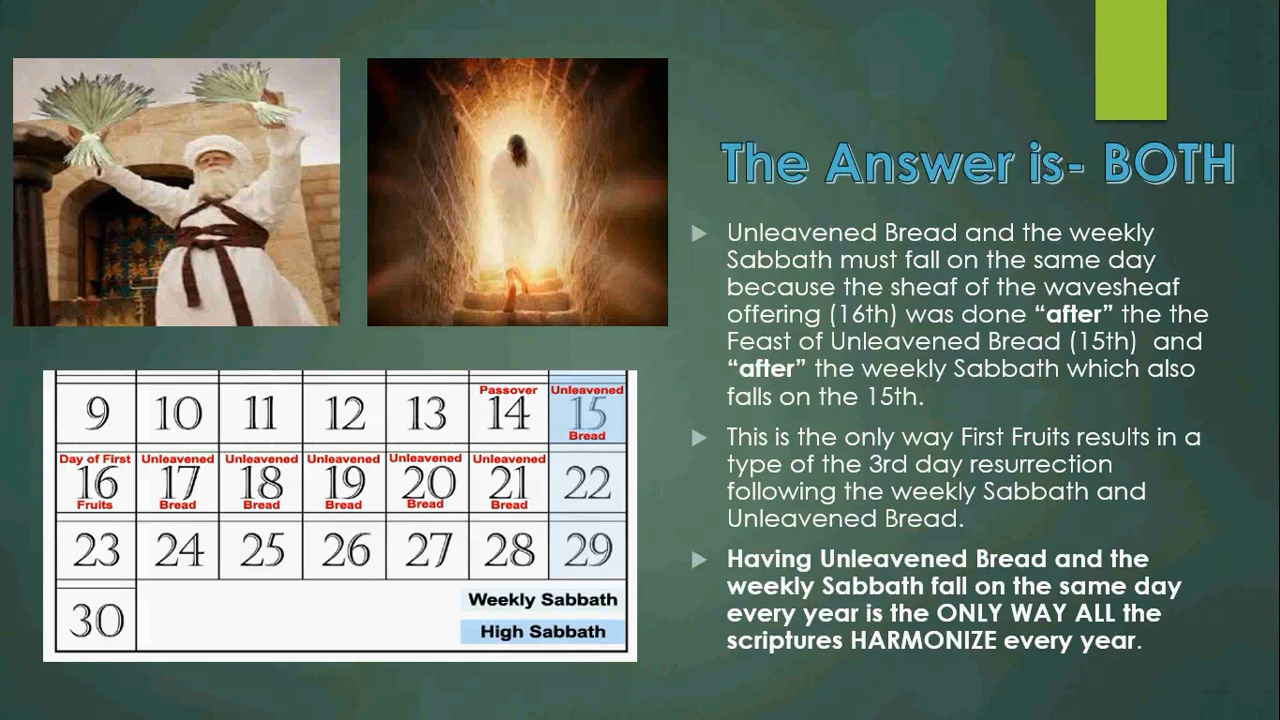 The Answer is- BOTH
Unleavened Bread and the weekly
Sabbath must fall on the same day
because the sheaf of the wavesheaf
offering (16th) was done “after” the the
Feast of Unleavened Bread (15th) and
“after” the weekly Sabbath which also
falls on the 15th.
This is the only way First Fruits results in a
type of the 3rd day resurrection
following the weekly Sabbath and
Unleavened Bread.
Having Unleavened Bread and the
weekly Sabbath fall on the same day
every year is the ONLY WAY ALL the
scriptures HARMONIZE every year.
Passover Unleavened
9 10 11 12 13 14 15
Bread
Day of First Unleavened Unleavened Unleavened Unleavened Unleavened
16 17 18 19 20 21 22
Fruits Bread Bread Bread Bread Bread
23 24 25 26 27 28 29
30
Weekly Sabbath
High Sabbath